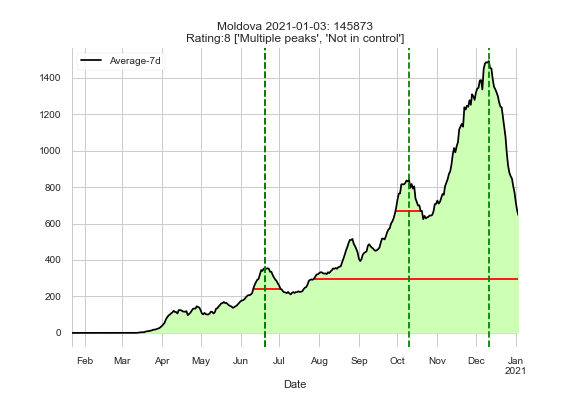 Moldova 2021-01-03: 145873
Rating:8 ['Multiple peaks', 'Not in control']
Average-7d
1400
1200
1000
800
600
400
200
0
Feb Mar Apr May Jun Jul Aug Sep Oct Nov Dec Jan
2021
Date